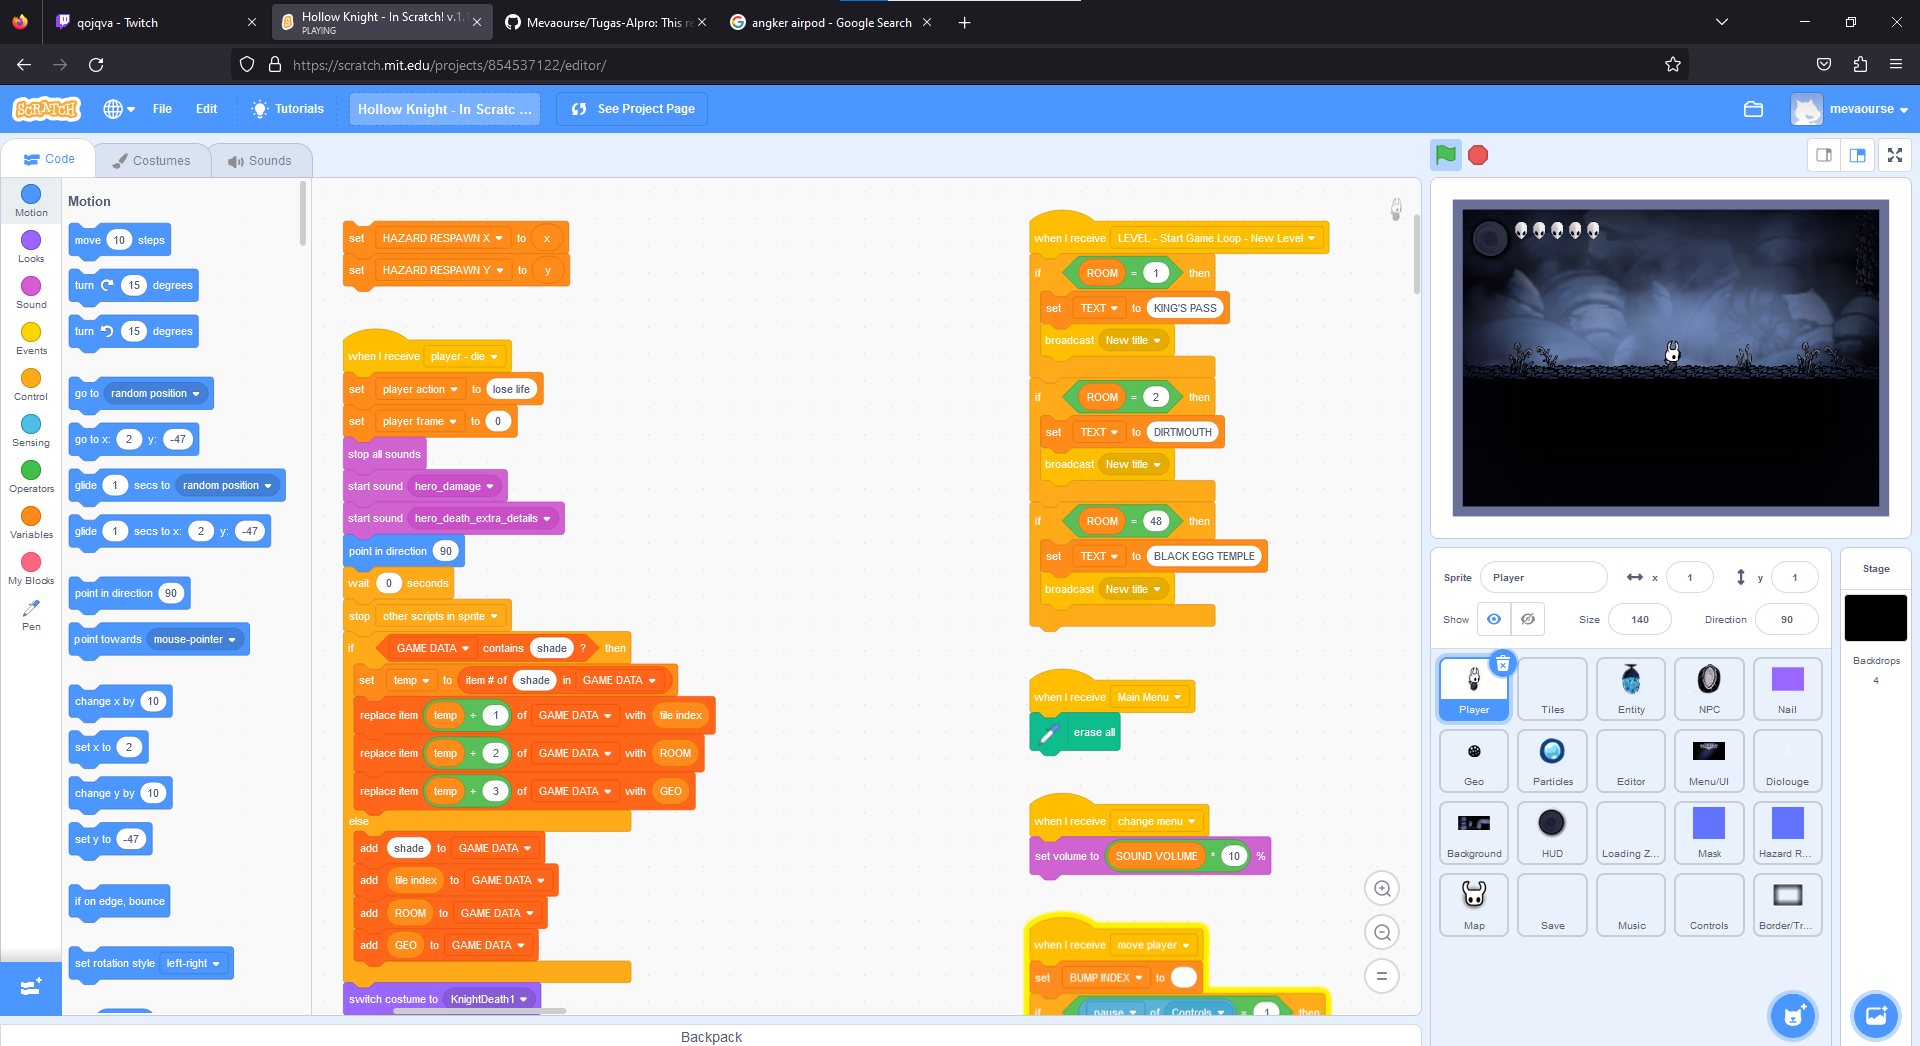 qojqva - Twitch
Hollow Knight - In Scratch! v.1.
PLAYING
Mevaourse/Tugas-Alpro: This re
angker airpod - Google Search
https://scratch.mit.edu/projects/854537122/editor/
SCRATCH
File
Edit
Tutorials
Hollow Knight - In Scratc ...
See Project Page
mevaourse
Code
Costumes
Sounds
Motion
Looks
Sound
Events
Control
Sensing
Operators
Variables
My Blocks
Pen
Motion
move 10 steps
turn 15 degrees
turn 15 degrees
go to random position
go to x: 2 y: -47
glide 1 secs to random position
glide 1 secs to x: 2 y: -47
point in direction 90
point towards mouse-pointer
change x by 10
set x to 2
change y by 10
set y to -47
if on edge, bounce
set rotation style left-right
set HAZARD RESPAWN X to x
set HAZARD RESPAWN Y to y
when I receive player - die
set player action to lose life
set player frame to 0
stop all sounds
start sound hero_damage
start sound hero_death_extra_details
point in direction 90
wait 0 seconds
stop other scripts in sprite
if GAME DATA contains shade ? then
set temp to item # of shade in GAME DATA
replace item temp + 1 of GAME DATA with tile index
replace item temp + 2 of GAME DATA with ROOM
replace item temp + 3 of GAME DATA with GEO
else
add shade to GAME DATA
add tile index to GAME DATA
add ROOM to GAME DATA
add GEO to GAME DATA
switch costume to KnightDeath1
when I receive LEVEL - Start Game Loop - New Level
if ROOM = 1 then
set TEXT to KING'S PASS
broadcast New title
if ROOM = 2 then
set TEXT to DIRTMOUTH
broadcast New title
if ROOM = 48 then
set TEXT to BLACK EGG TEMPLE
broadcast New title
when I receive Main Menu
erase all
when I receive change menu
set volume to SOUND VOLUME * 10 %
when I receive move player
set BUMP INDEX to
if pause of Controls = 1 then
Backpack
Sprite Player x 1 y 1
Show Size 140 Direction 90
Player
Tiles
Entity
NPC
Nail
Geo
Particles
Editor
Menu/UI
Diolouge
Background
HUD
Loading Z...
Mask
Hazard R...
Map
Save
Music
Controls
Border/Tr...
Stage
Backdrops
4